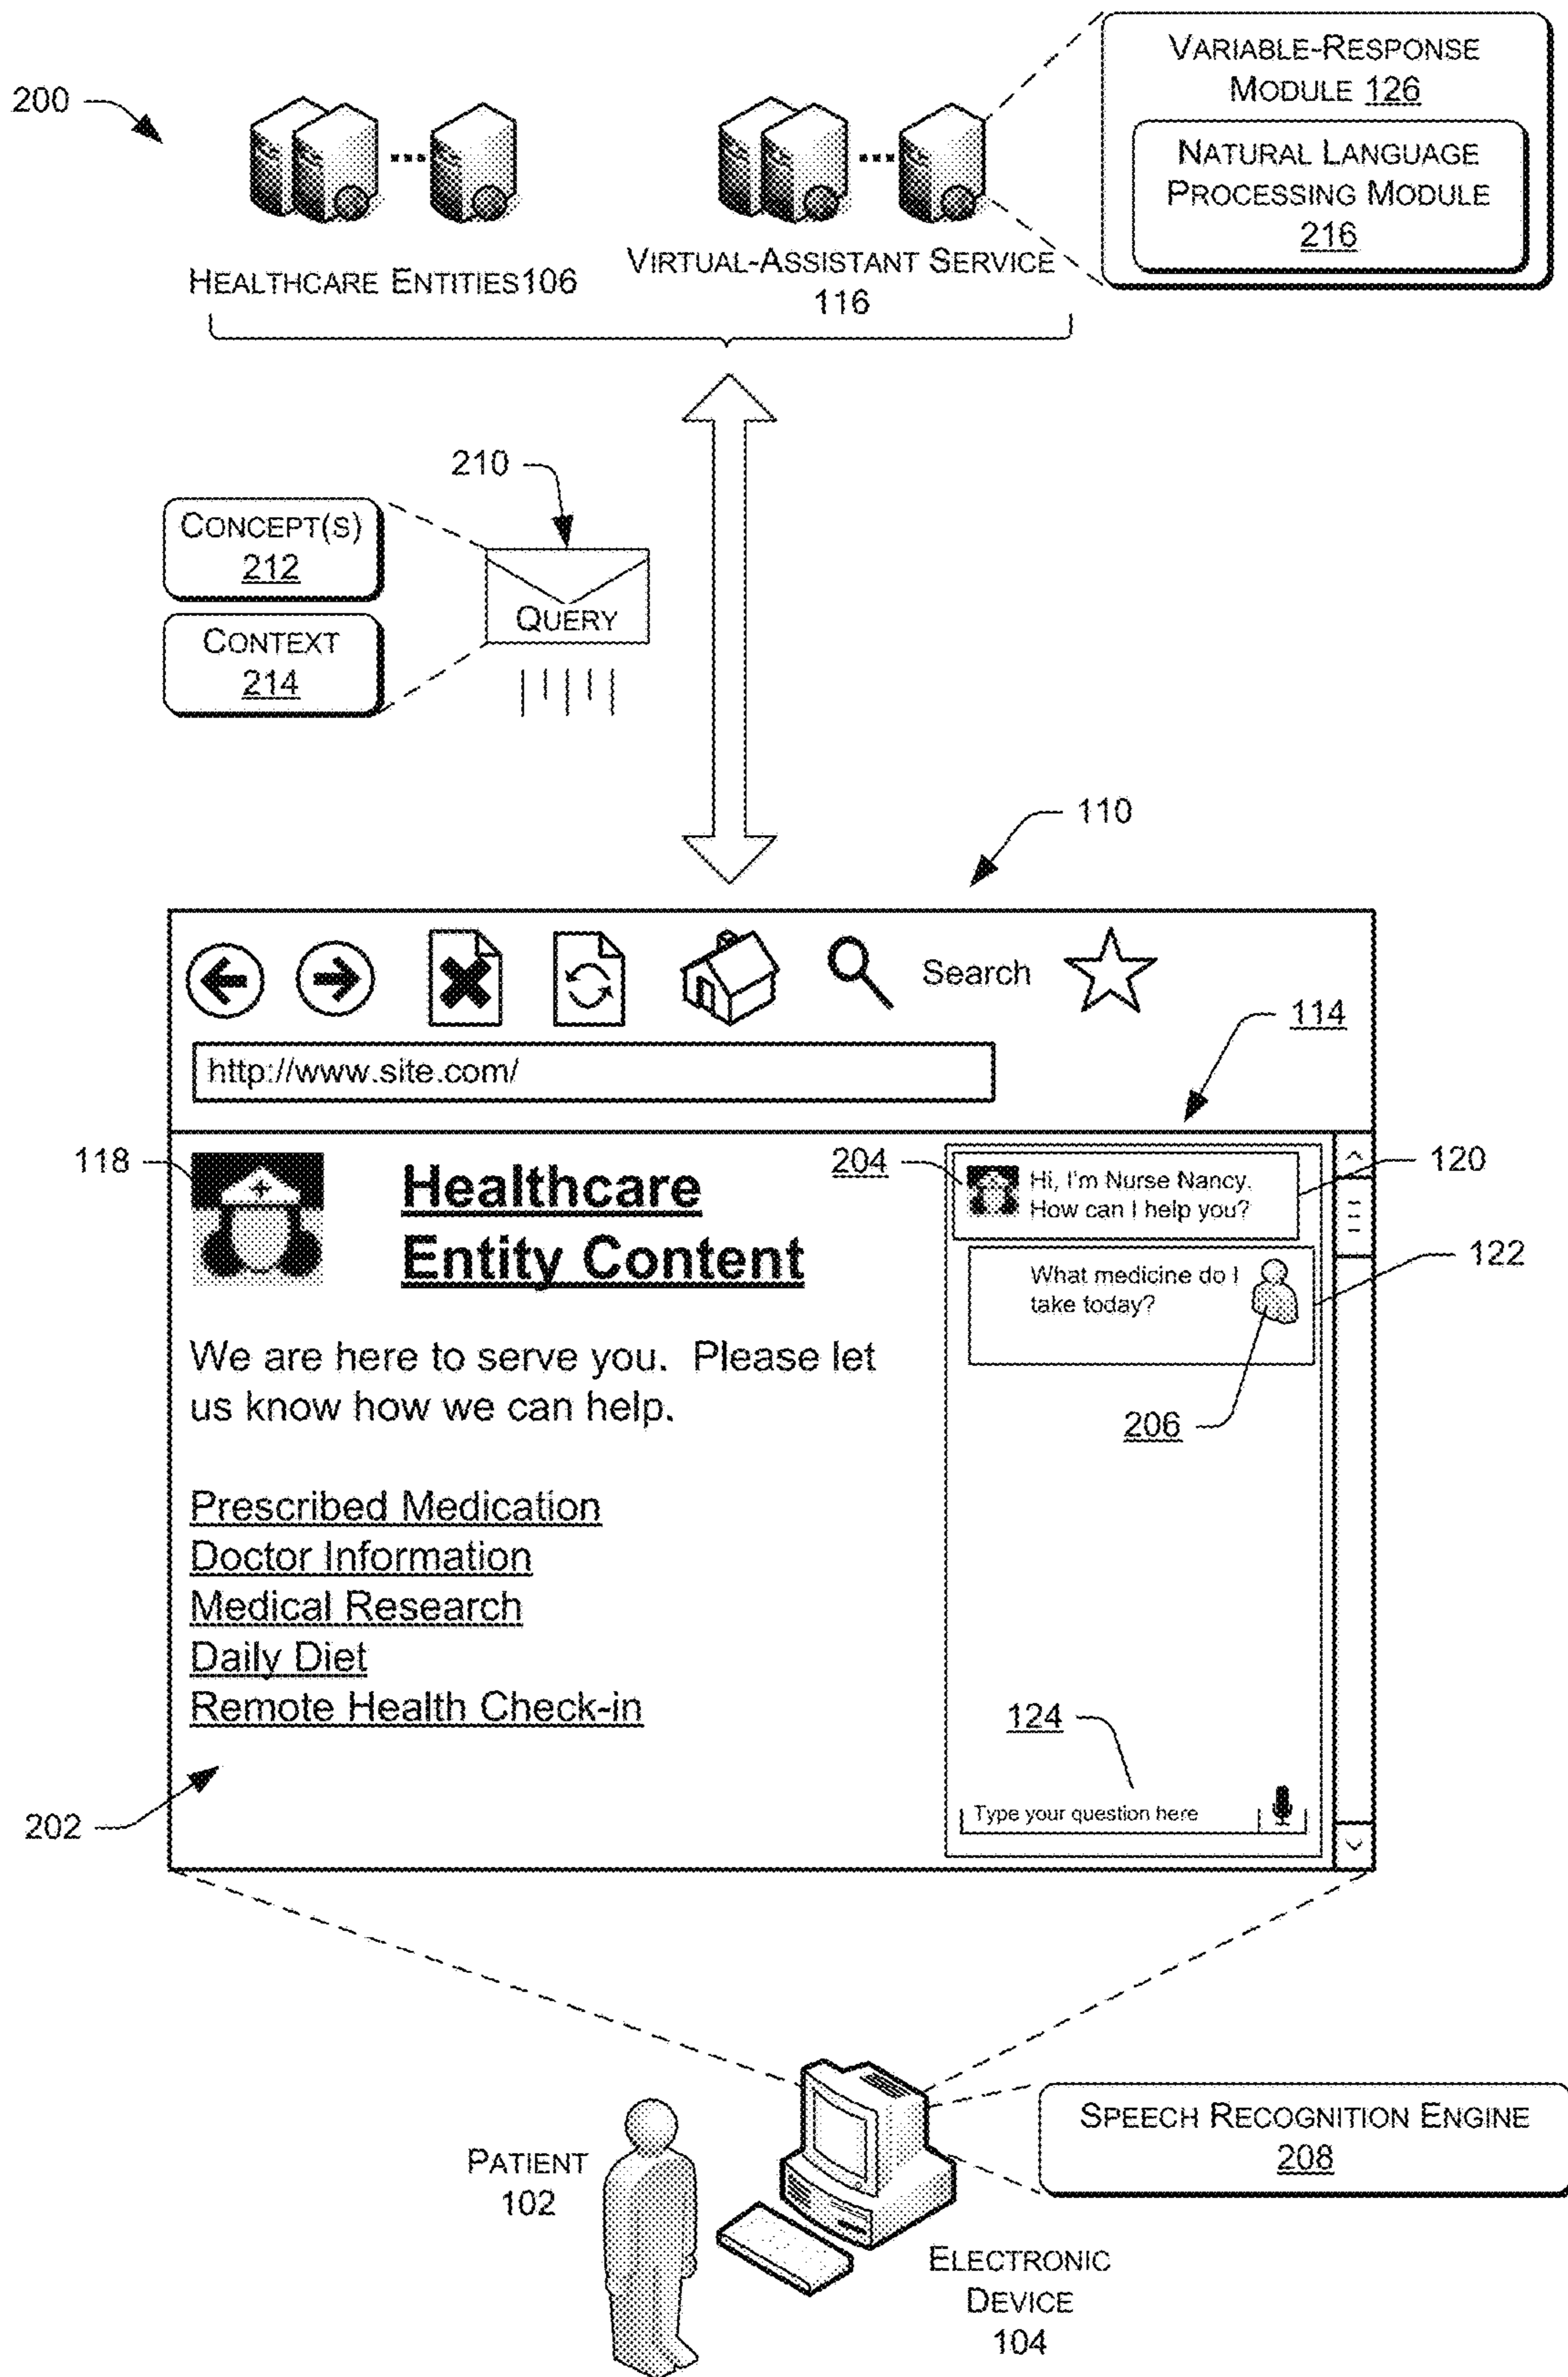 200
VARIABLE-RESPONSE
MODULE 126
NATURAL LANGUAGE
PROCESSING MODULE
216
HEALTHCARE ENTITIES106
VIRTUAL-ASSISTANT SERVICE
116
210
CONCEPT(S)
212
CONTEXT
214
QUERY
110
Search
114
http://www.site.com/
118
Healthcare
Entity Content
204
Hi, I'm Nurse Nancy.
How can I help you?
120
What medicine do I
take today?
122
206
We are here to serve you. Please let
us know how we can help.
Prescribed Medication
Doctor Information
Medical Research
Daily Diet
Remote Health Check-in
124
Type your question here
202
PATIENT
102
SPEECH RECOGNITION ENGINE
208
ELECTRONIC
DEVICE
104